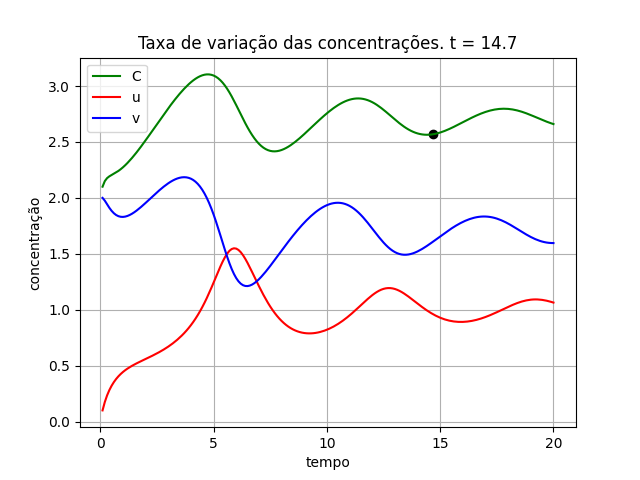 Taxa de variação das concentrações. t = 14.7
C
u
v
concentração
3.0
2.5
2.0
1.5
1.0
0.5
0.0
0
5
10
15
20
tempo